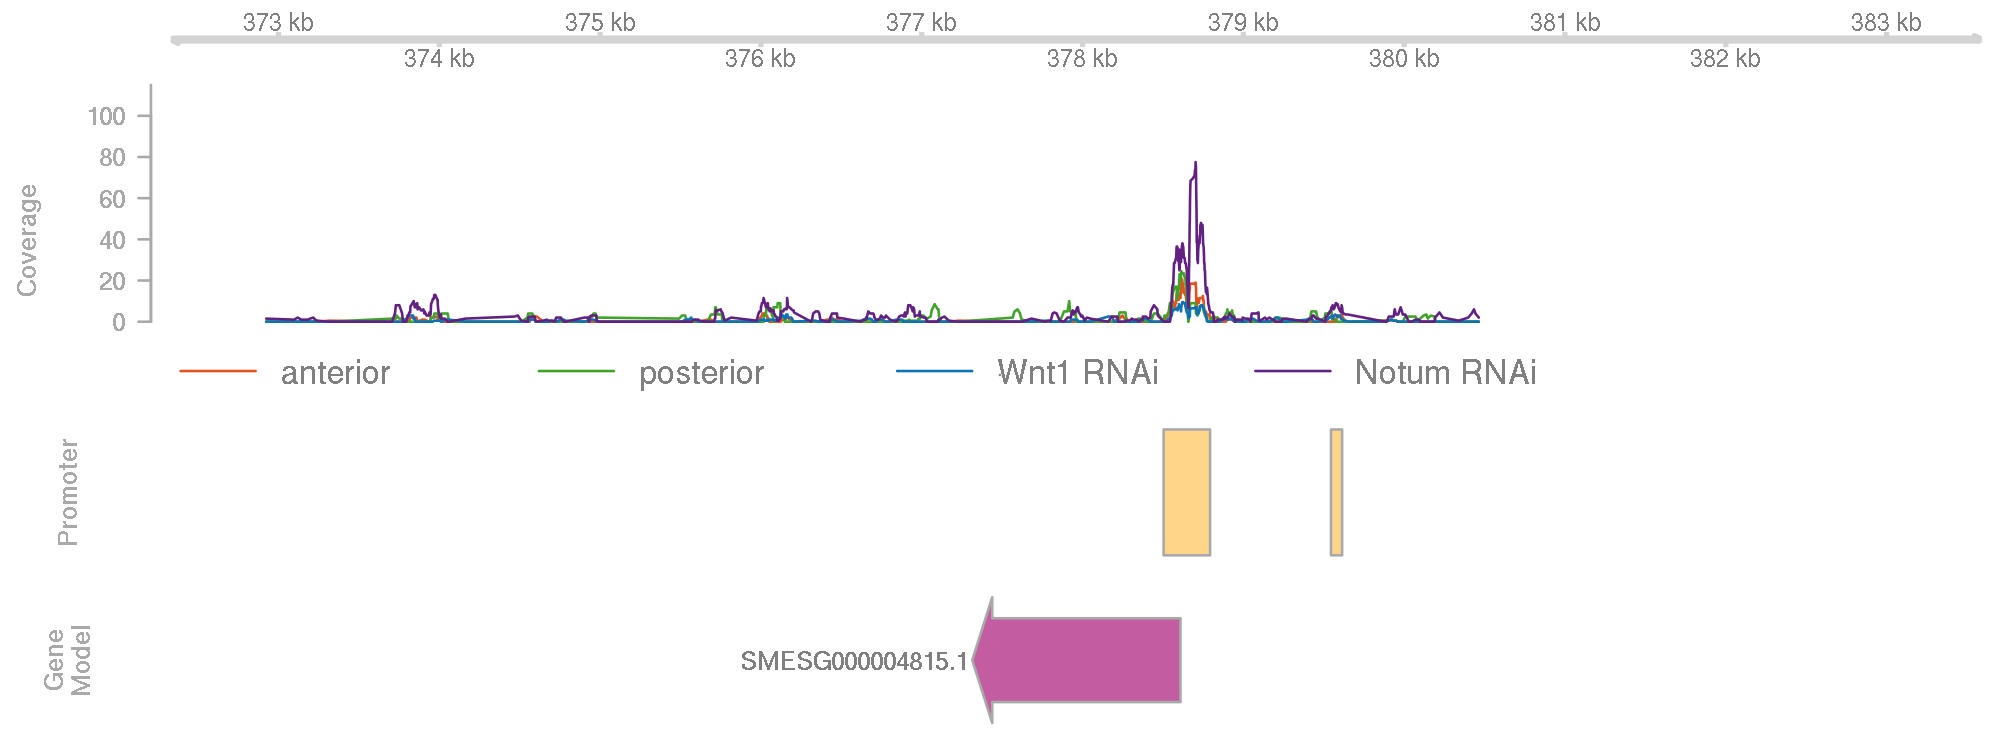 373 kb 375 kb 377 kb 379 kb 381 kb 383 kb
374 kb 376 kb 378 kb 380 kb 382 kb
Coverage
100
80
60
40
20
0
anterior posterior Wnt1 RNAi Notum RNAi
Promoter
Gene
Model
SMESG000004815.1